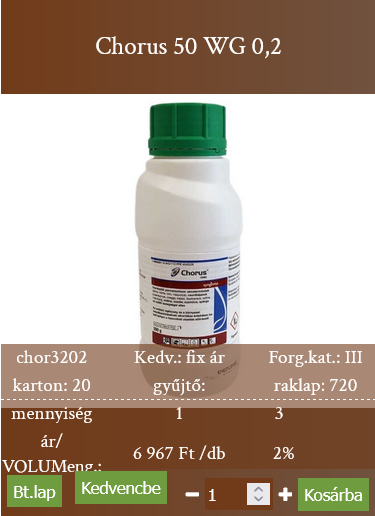 Chorus 50 WG 0,2
Chorus
syngenta
chor3202 Kedv.: fix ár Forg.kat.: III
karton: 20 gyűjtő: raklap: 720
mennyiség 1 3
ár/
VOLUMeng.: 6 967 Ft /db 2%
Bt.lap Kedvencbe 1 Kosárba